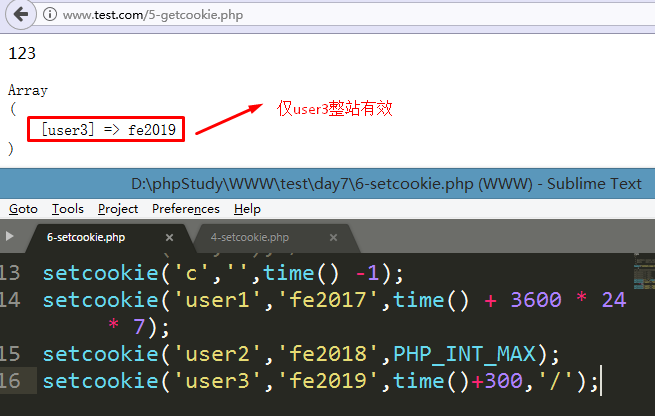 www.test.com/5-getcookie.php
123
Array
(
[user3] => fe2019
)
仅user3整站有效
D:\phpStudy\WWW\test\day7\6-setcookie.php (WWW) - Sublime Text
Goto Tools Project Preferences Help
6-setcookie.php × 4-setcookie.php ×
13 setcookie('c','',time() -1);
14 setcookie('user1','fe2017',time() + 3600 * 24
* 7);
15 setcookie('user2','fe2018',PHP_INT_MAX);
16 setcookie('user3','fe2019',time()+300,'/');